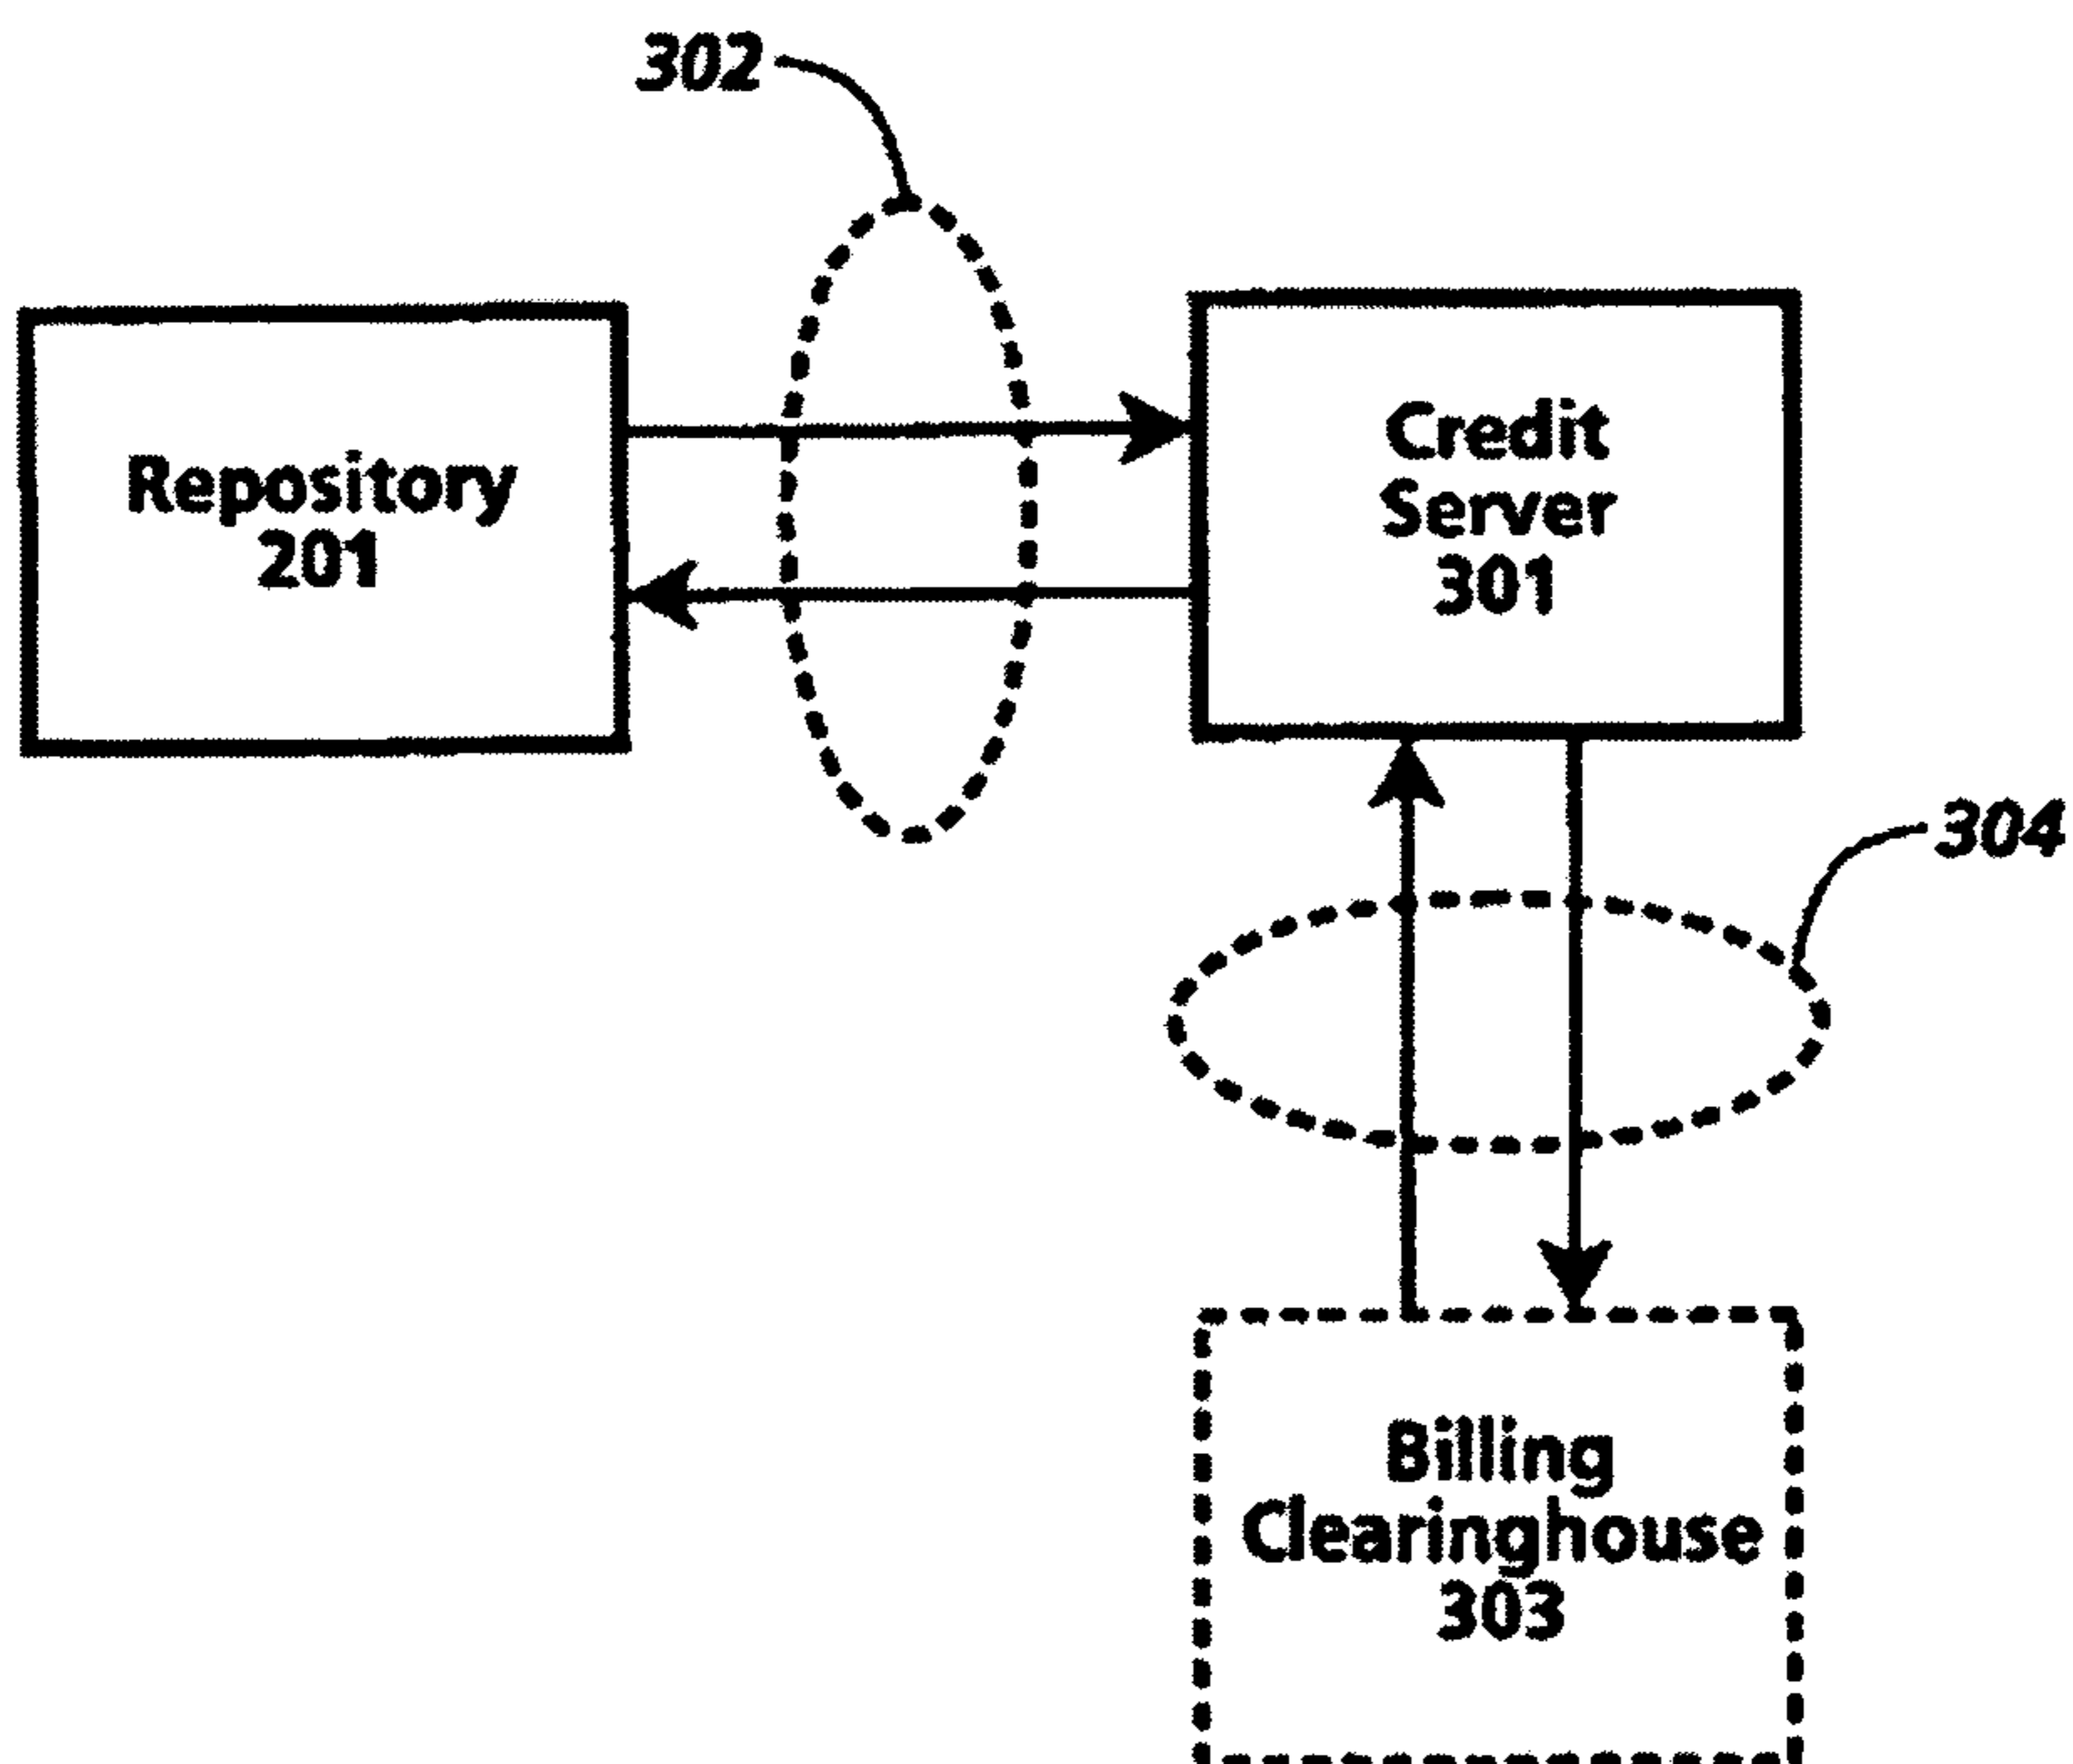 302
Repository
201
Credit
Server
301
304
Billing
Clearinghouse
303